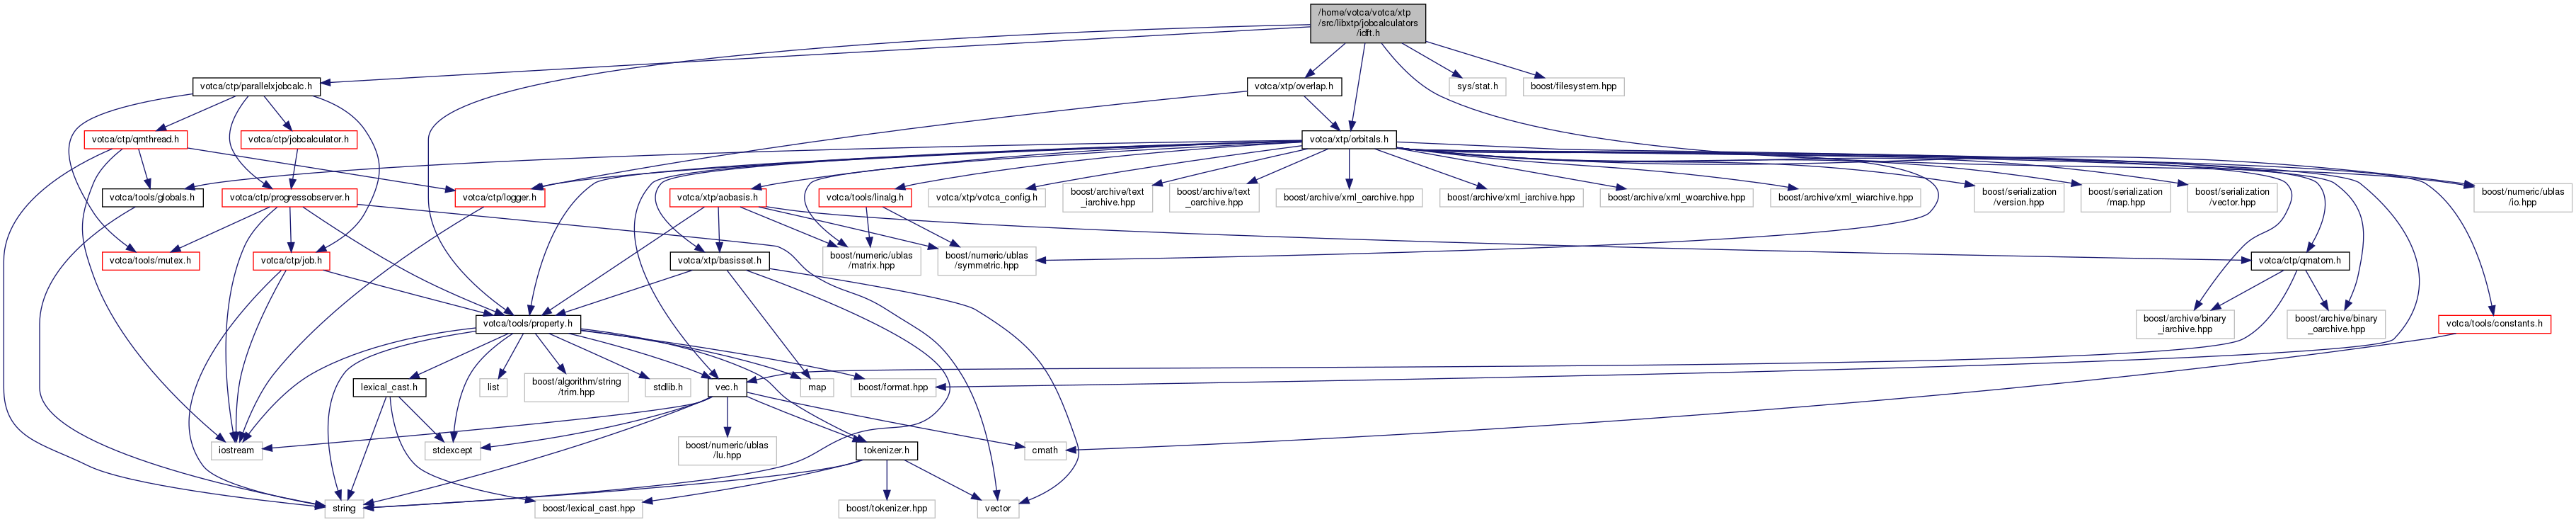 /home/votca/votca/xtp
/src/libxtp/jobcalculators
/idft.h
votca/ctp/parallelxjobcalc.h
votca/xtp/overlap.h
sys/stat.h
boost/filesystem.hpp
votca/ctp/qmthread.h
votca/ctp/jobcalculator.h
votca/xtp/orbitals.h
votca/tools/globals.h
votca/ctp/progressobserver.h
votca/ctp/logger.h
votca/xtp/aobasis.h
votca/tools/linalg.h
votca/xtp/votca_config.h
boost/archive/text
_iarchive.hpp
boost/archive/text
_oarchive.hpp
boost/archive/xml_oarchive.hpp
boost/archive/xml_iarchive.hpp
boost/archive/xml_woarchive.hpp
boost/archive/xml_wiarchive.hpp
boost/serialization
/version.hpp
boost/serialization
/map.hpp
boost/serialization
/vector.hpp
boost/numeric/ublas
/io.hpp
votca/tools/mutex.h
votca/ctp/job.h
votca/xtp/basisset.h
boost/numeric/ublas
/matrix.hpp
boost/numeric/ublas
/symmetric.hpp
votca/ctp/qmatom.h
votca/tools/property.h
boost/archive/binary
_iarchive.hpp
boost/archive/binary
_oarchive.hpp
votca/tools/constants.h
lexical_cast.h
list
boost/algorithm/string
/trim.hpp
stdlib.h
vec.h
map
boost/format.hpp
iostream
stdexcept
boost/numeric/ublas
/lu.hpp
tokenizer.h
cmath
string
boost/lexical_cast.hpp
boost/tokenizer.hpp
vector